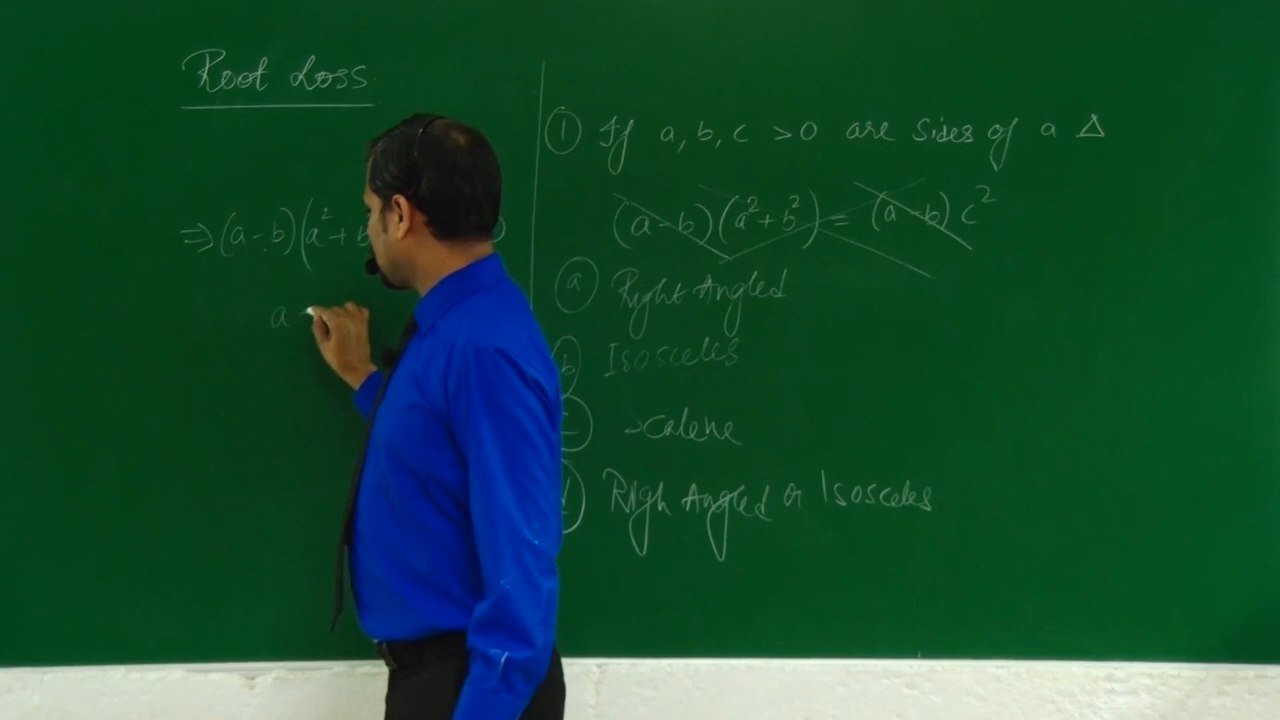 Root Loss
⇒(a-b)(a²+b )
a
① If a, b, c >0 are Sides of a △
(a-b)(a²+b²) = (a-b) c²
ⓐ Right Angled
ⓑ Isosceles
Scalene
Righ Angled or Isosceles